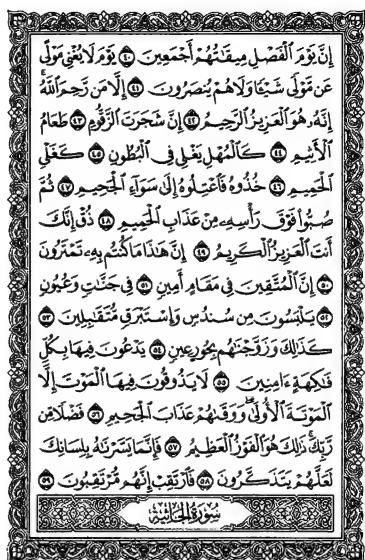 إِنَّ يَوْمَ ٱلْفَصْلِ مِيقَٰتُهُمْ أَجْمَعِينَ ٤٠ يَوْمَ لَا يُغْنِى مَوْلًى
عَن مَّوْلًى شَيْـًٔا وَلَا هُمْ يُنصَرُونَ ٤١ إِلَّا مَن رَّحِمَ ٱللَّهُ
إِنَّهُۥ هُوَ ٱلْعَزِيزُ ٱلرَّحِيمُ ٤٢ إِنَّ شَجَرَتَ ٱلزَّقُّومِ ٤٣ طَعَامُ
ٱلْأَثِيمِ ٤٤ كَٱلْمُهْلِ يَغْلِى فِى ٱلْبُطُونِ ٤٥ كَغَلْىِ
ٱلْحَمِيمِ ٤٦ خُذُوهُ فَٱعْتِلُوهُ إِلَىٰ سَوَآءِ ٱلْجَحِيمِ ٤٧ ثُمَّ
صُبُّوا۟ فَوْقَ رَأْسِهِۦ مِنْ عَذَابِ ٱلْحَمِيمِ ٤٨ ذُقْ إِنَّكَ
أَنتَ ٱلْعَزِيزُ ٱلْكَرِيمُ ٤٩ إِنَّ هَٰذَا مَا كُنتُم بِهِۦ تَمْتَرُونَ
٥٠ إِنَّ ٱلْمُتَّقِينَ فِى مَقَامٍ أَمِينٍ ٥١ فِى جَنَّٰتٍ وَعُيُونٍ
٥٢ يَلْبَسُونَ مِن سُندُسٍ وَإِسْتَبْرَقٍ مُّتَقَٰبِلِينَ ٥٣
كَذَٰلِكَ وَزَوَّجْنَٰهُم بِحُورٍ عِينٍ ٥٤ يَدْعُونَ فِيهَا بِكُلِّ
فَٰكِهَةٍ ءَامِنِينَ ٥٥ لَا يَذُوقُونَ فِيهَا ٱلْمَوْتَ إِلَّا
ٱلْمَوْتَةَ ٱلْأُولَىٰ وَوَقَىٰهُمْ عَذَابَ ٱلْجَحِيمِ ٥٦ فَضْلًا مِّن
رَّبِّكَ ذَٰلِكَ هُوَ ٱلْفَوْزُ ٱلْعَظِيمُ ٥٧ فَإِنَّمَا يَسَّرْنَٰهُ بِلِسَانِكَ
لَعَلَّهُمْ يَتَذَكَّرُونَ ٥٨ فَٱرْتَقِبْ إِنَّهُم مُّرْتَقِبُونَ ٥٩
سُورَةُ الجَاثِيَةِ